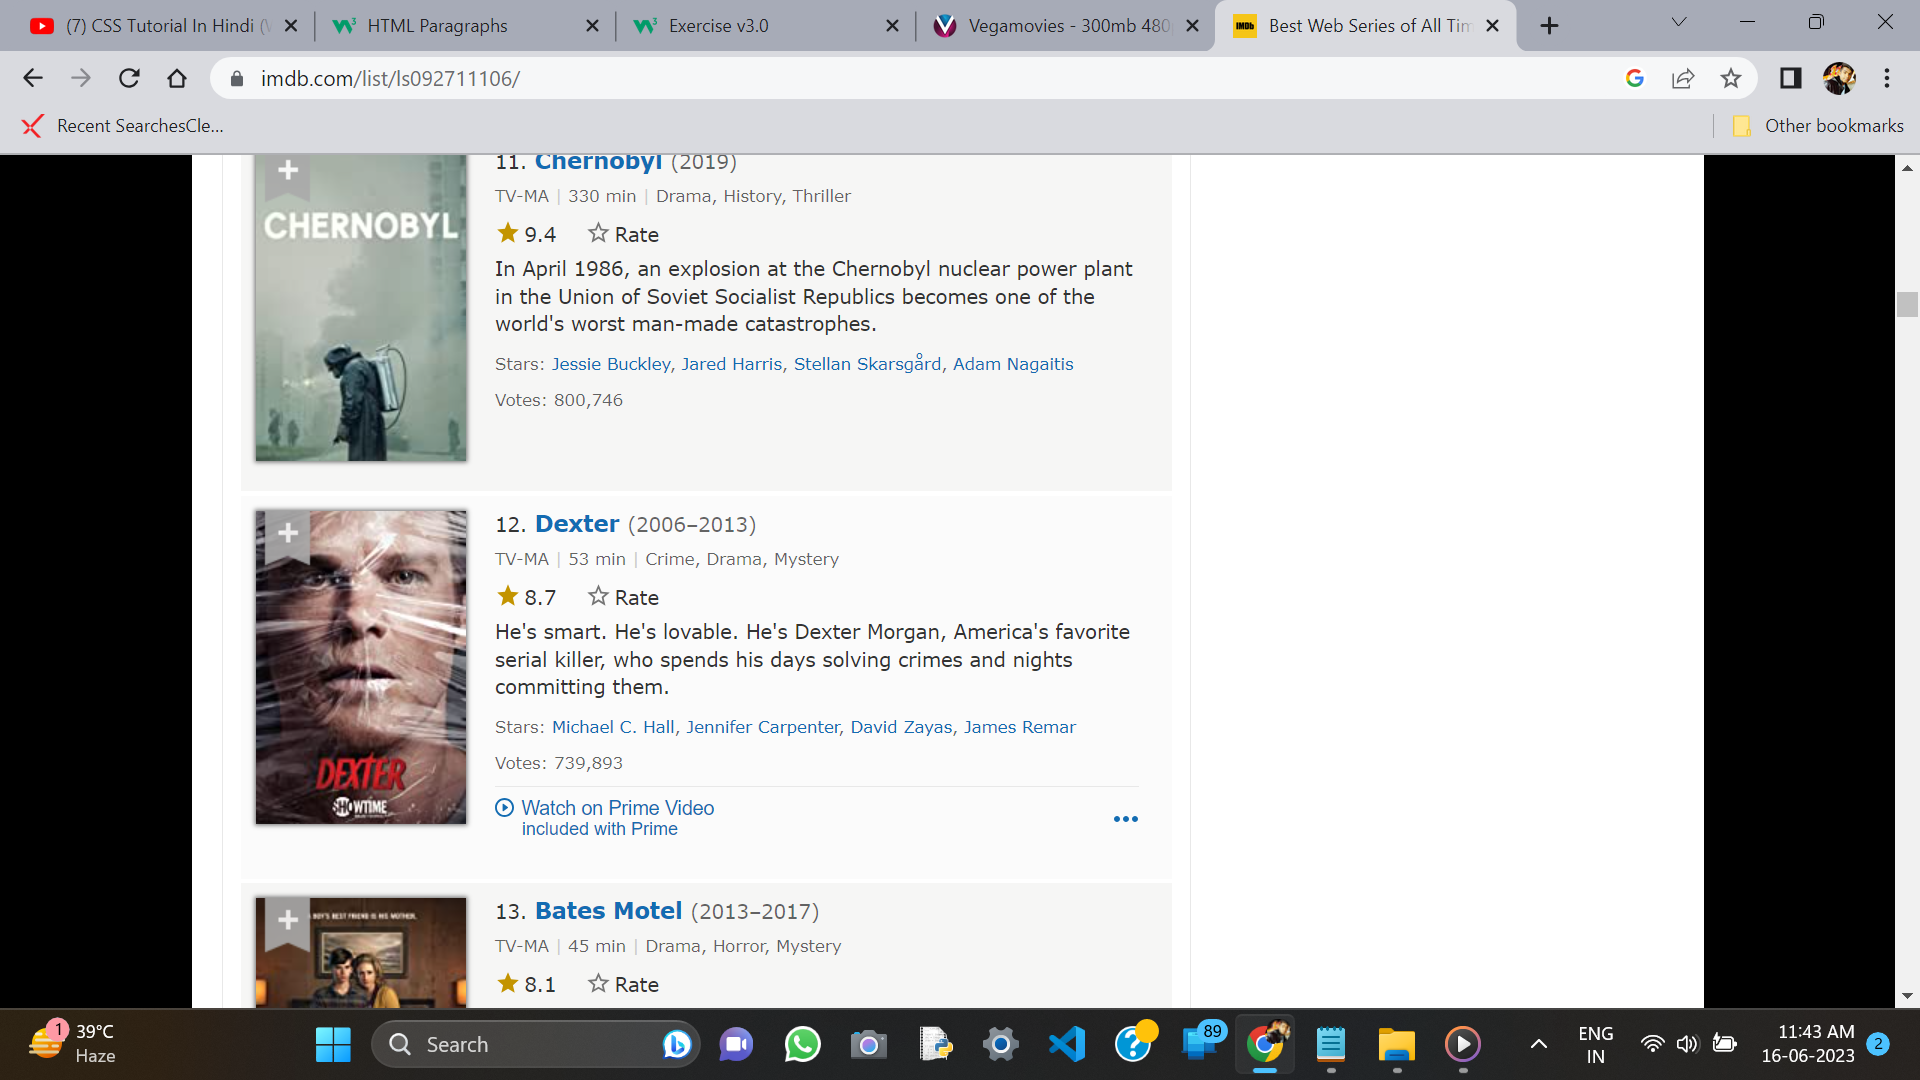 (7) CSS Tutorial In Hindi (
HTML Paragraphs
Exercise v3.0
Vegamovies - 300mb 480
IMDb Best Web Series of All Tim
imdb.com/list/ls092711106/
Recent SearchesCle...
Other bookmarks
CHERNOBYL
11. Chernobyl (2019)
TV-MA | 330 min | Drama, History, Thriller
9.4 Rate
In April 1986, an explosion at the Chernobyl nuclear power plant
in the Union of Soviet Socialist Republics becomes one of the
world's worst man-made catastrophes.
Stars: Jessie Buckley, Jared Harris, Stellan Skarsgård, Adam Nagaitis
Votes: 800,746
DEXTER
SHOWTIME
12. Dexter (2006–2013)
TV-MA | 53 min | Crime, Drama, Mystery
8.7 Rate
He's smart. He's lovable. He's Dexter Morgan, America's favorite
serial killer, who spends his days solving crimes and nights
committing them.
Stars: Michael C. Hall, Jennifer Carpenter, David Zayas, James Remar
Votes: 739,893
Watch on Prime Video
included with Prime
BOY'S BEST FRIEND IS HIS MOTHER.
13. Bates Motel (2013–2017)
TV-MA | 45 min | Drama, Horror, Mystery
8.1 Rate
1
39°C
Haze
Search
89
ENG
IN
11:43 AM
16-06-2023
2